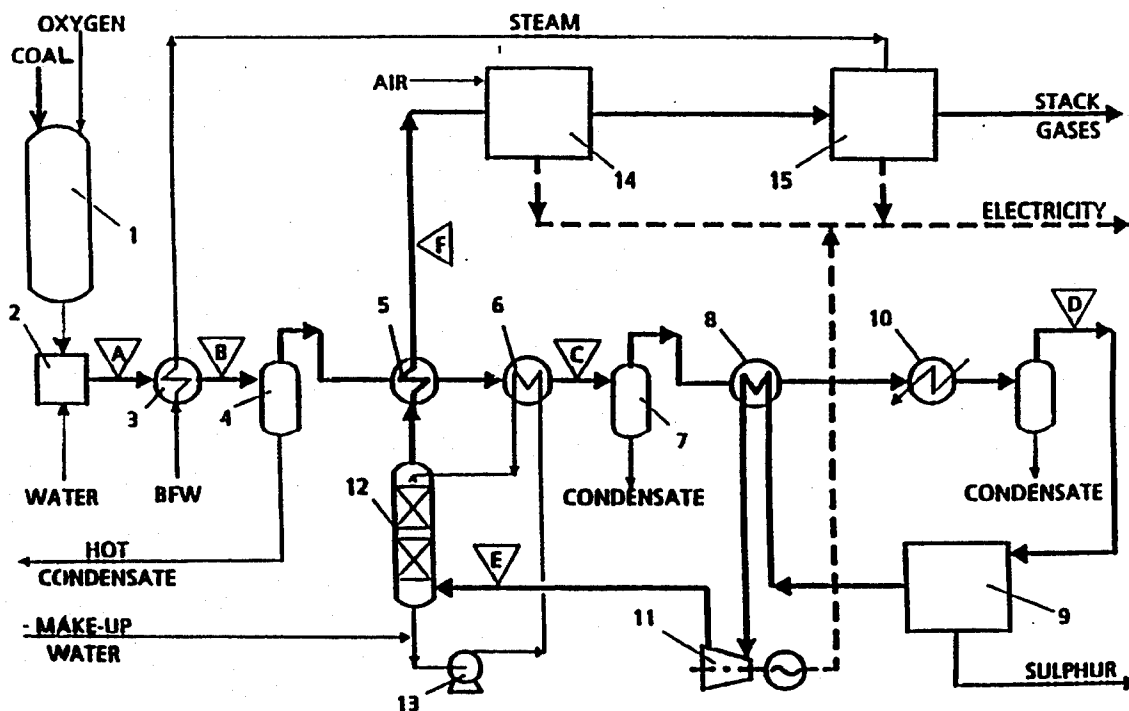 OXYGEN
COAL
STEAM
AIR
STACK
GASES
14
15
1
ELECTRICITY
F
2
5
6
8
10
D
A
B
C
3
4
7
WATER
BFW
12
CONDENSATE
CONDENSATE
HOT
CONDENSATE
E
9
- MAKE-UP
WATER
11
13
SULPHUR